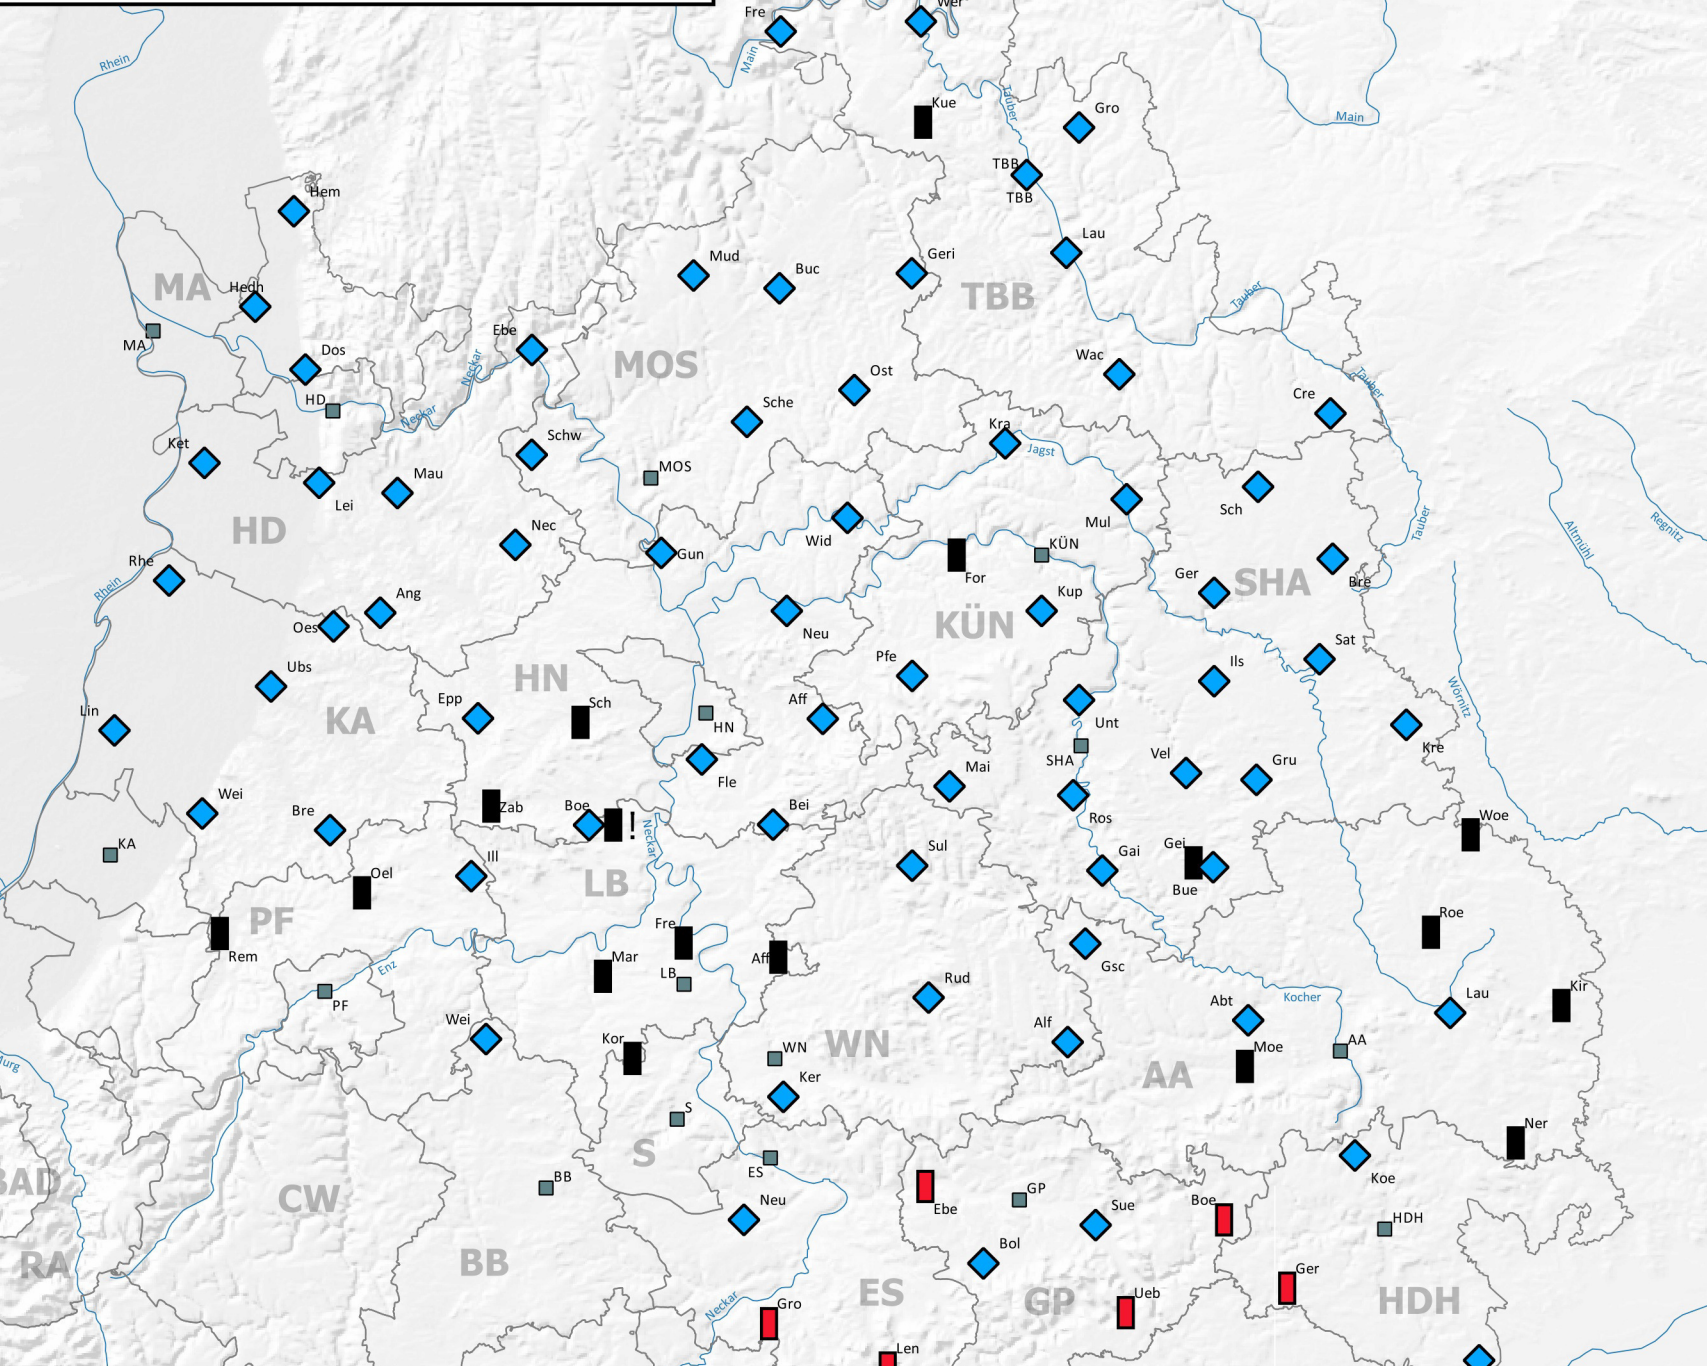 Fre
Wer
Rhein
Main
Kue
Tauber
Gro
Main
TBB
TBB
Hem
Lau
MA
Hedh
Mud
Buc
Geri
TBB
Tauber
MA
Ebe
Dos
Neckar
MOS
Ost
Wac
Tauber
HD
Neckar
Sche
Cre
Ket
Schw
Kra
Jagst
MOS
Lei
Mau
Mul
Sch
HD
Nec
Wid
Gun
For
KÜN
Tauber
Altmühl
Regnitz
Rhe
Rhein
Ang
Oes
Neu
Kup
KÜN
Ger
SHA
Bre
Ubs
HN
Pfe
Ils
Sat
Lin
KA
Epp
Sch
HN
Aff
Unt
Wörnitz
Kre
SHA
Fle
Mai
Vel
Gru
Wei
Bre
Zab
Boe
!
Bei
Ros
Woe
KA
Neckar
Oel
Ill
LB
Sul
Gai
Gei
Bue
PF
Rem
Fre
Roe
Enz
Mar
LB
Aff
Gsc
PF
Rud
Abt
Kocher
Lau
Kir
Wei
Kor
WN
WN
Alf
Moe
AA
AA
Murg
Ker
S
Ner
BAD
CW
BB
S
ES
Koe
Neu
Ebe
GP
Sue
Boe
HDH
RA
BB
Bol
Ger
Neckar
Gro
ES
GP
Ueb
HDH
Len